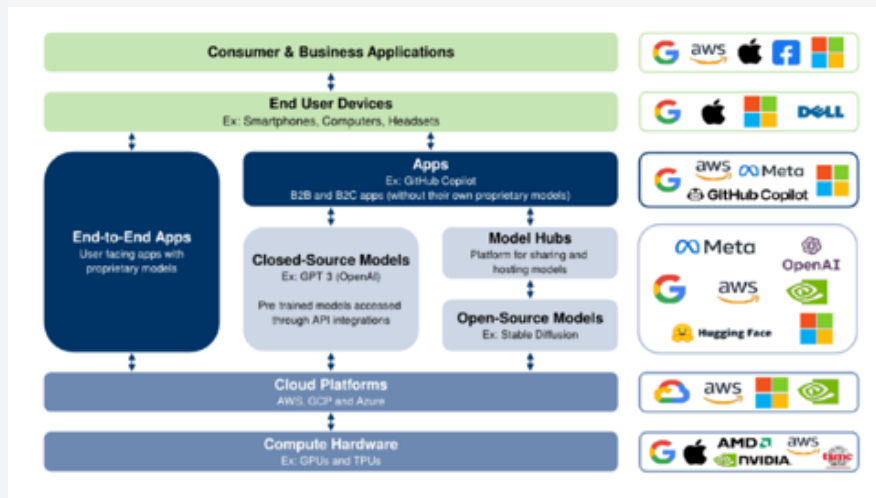 Consumer & Business Applications
aws
End User Devices
Ex: Smartphones, Computers, Headsets
DELL
Apps
Ex: GitHub Copilot
B2B and B2C apps (without their own proprietary models)
aws
Meta
GitHub Copilot
End-to-End Apps
User facing apps with
proprietary models
Closed-Source Models
Ex: GPT 3 (OpenAI)
Pre trained models accessed
through API integrations
Model Hubs
Platform for sharing and
hosting models
Open-Source Models
Ex: Stable Diffusion
Meta
OpenAI
aws
Hugging Face
Cloud Platforms
AWS, GCP and Azure
aws
Compute Hardware
Ex: GPUs and TPUs
AMD
aws
NVIDIA.
tsmc